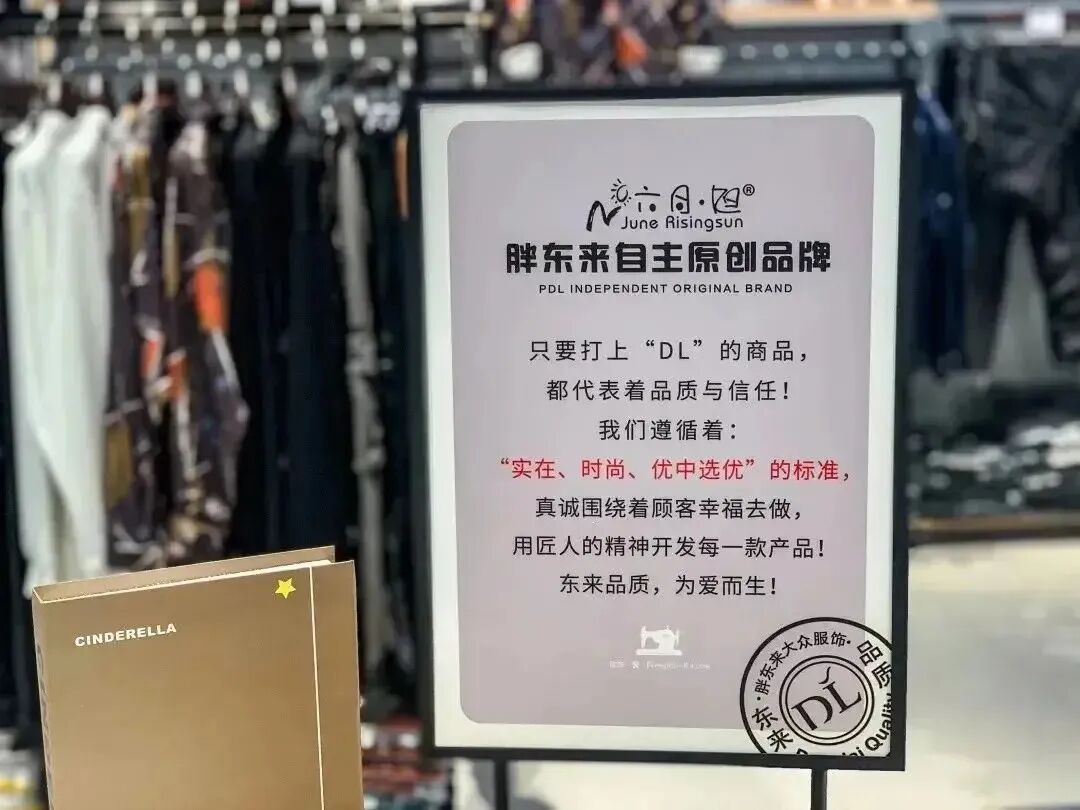 六月·旭®
June Risingsun
胖东来自主原创品牌
PDL INDEPENDENT ORIGINAL BRAND
只要打上“DL”的商品，
都代表着品质与信任！
我们遵循着：
“实在、时尚、优中选优”的标准，
真诚围绕着顾客幸福去做，
用匠人的精神开发每一款产品！
东来品质，为爱而生！
·胖东来大众服饰·
东来 DL 品质
Quality
CINDERELLA